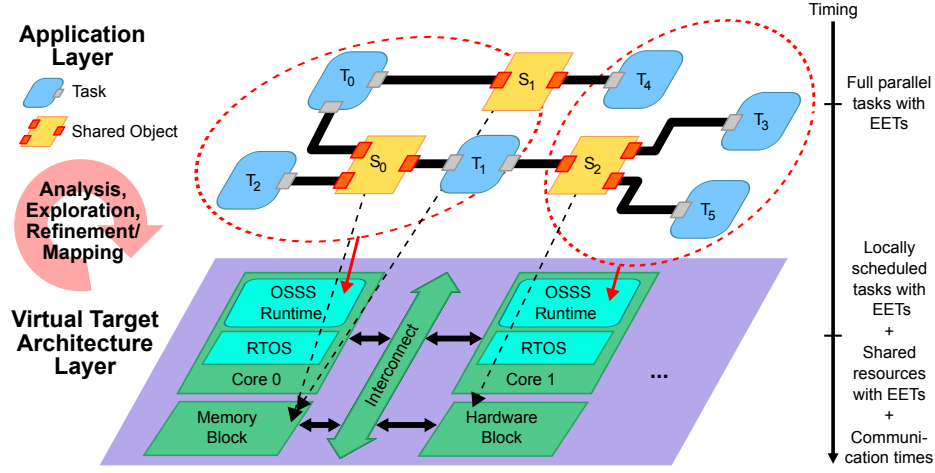 Application
Layer
Task
Shared Object
Analysis,
Exploration,
Refinement/
Mapping
Virtual Target
Architecture
Layer
T0
S1
T4
T3
T2
S0
T1
S2
T5
OSSS
Runtime
RTOS
Core 0
Interconnect
OSSS
Runtime
RTOS
Core 1
...
Memory
Block
Hardware
Block
Timing
Full parallel
tasks with
EETs
Locally
scheduled
tasks with
EETs
+
Shared
resources
with EETs
+
Communi-
cation times